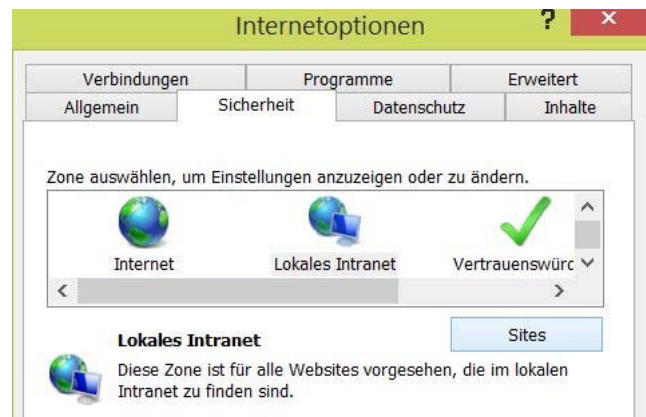 Internetoptionen
?
Verbindungen Programme Erweitert
Allgemein Sicherheit Datenschutz Inhalte
Zone auswählen, um Einstellungen anzuzeigen oder zu ändern.
Internet Lokales Intranet Vertrauenswürc
Lokales Intranet Sites
Diese Zone ist für alle Websites vorgesehen, die im lokalen
Intranet zu finden sind.